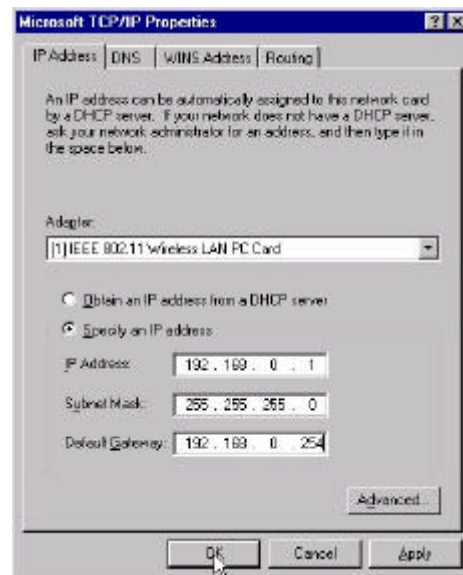 Microsoft TCP/IP Properties
IP Address DNS WINS Address Routing
An IP address can be automatically assigned to this network card
by a DHCP server. If your network does not have a DHCP server,
ask your network administrator for an address, and then type it in
the space below.
Adapter:
[1] IEEE 802.11 Wireless LAN PC Card
Obtain an IP address from a DHCP server
Specify an IP address
IP Address: 192 . 168 . 0 . 1
Subnet Mask: 255 . 255 . 255 . 0
Default Gateway: 192 . 168 . 0 . 254
Advanced...
OK Cancel Apply